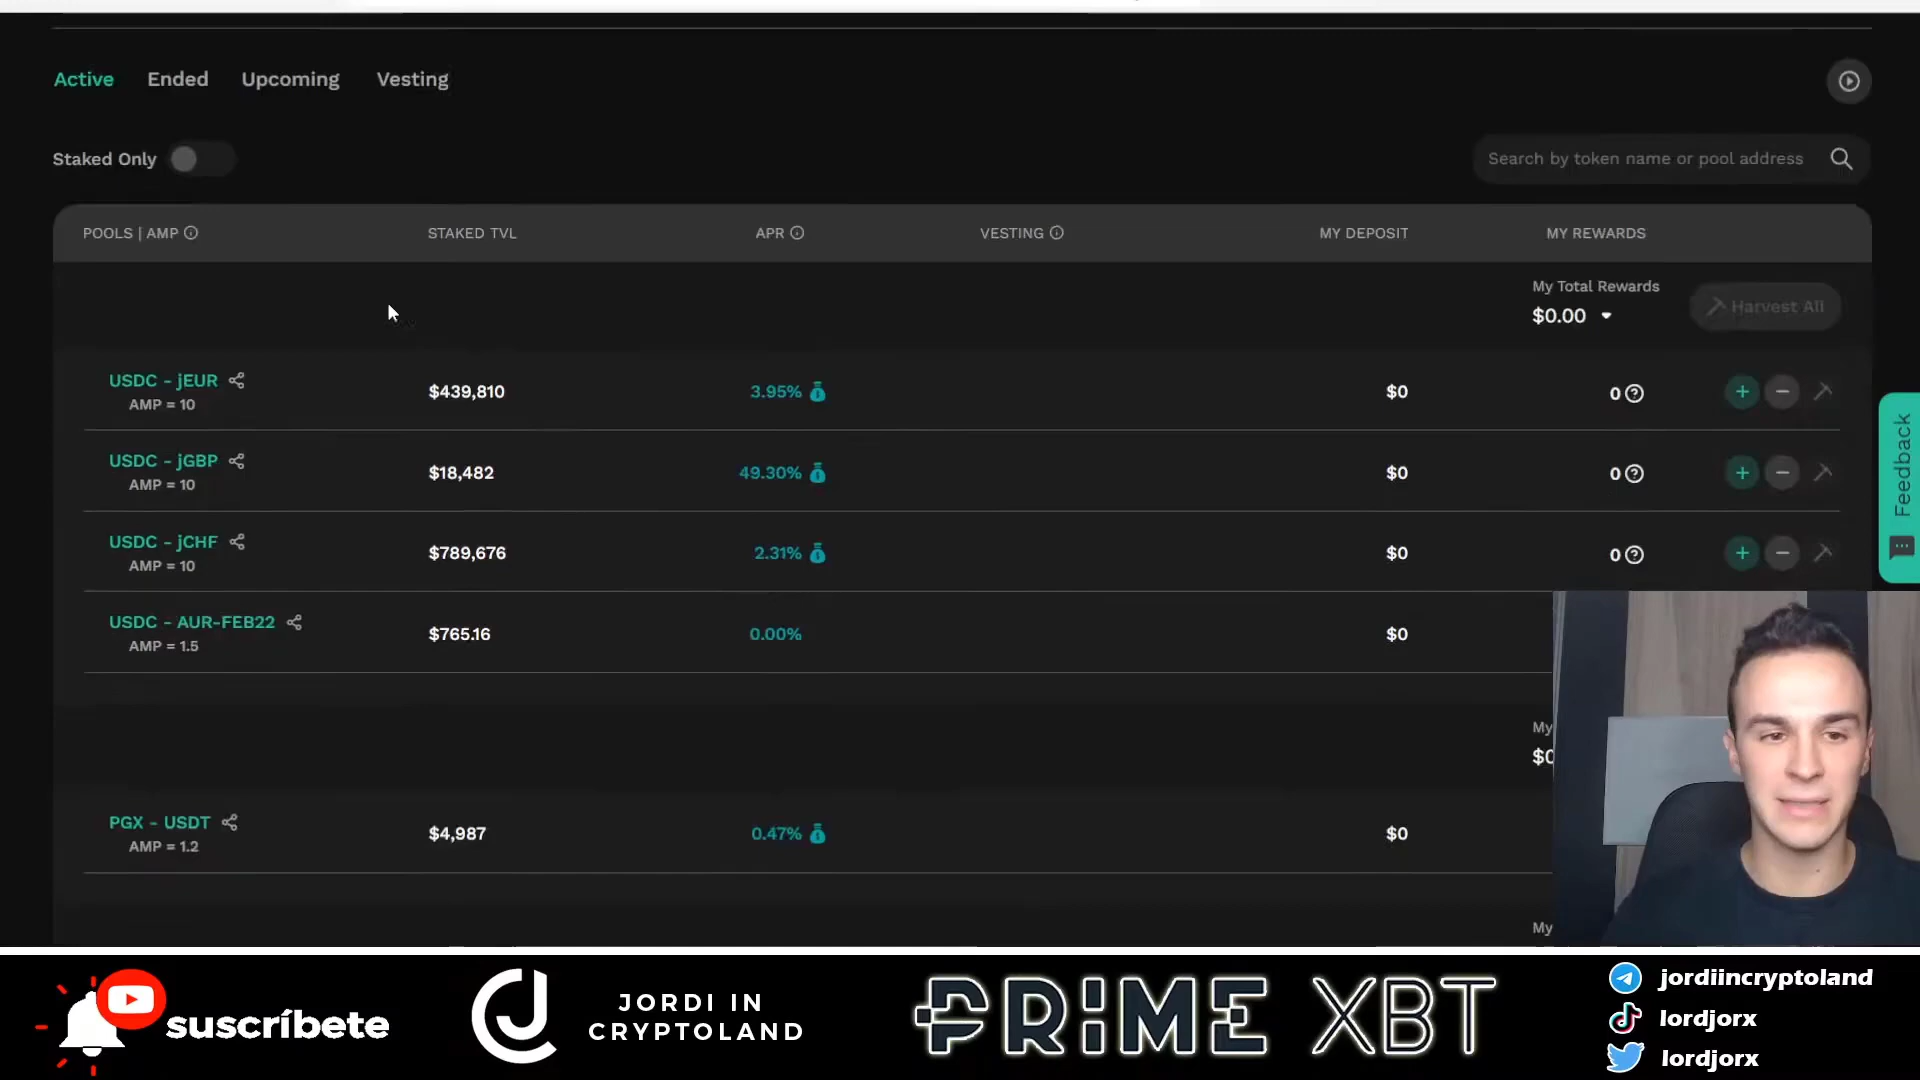 Active Ended Upcoming Vesting
Staked Only
Search by token name or pool address
POOLS | AMP STAKED TVL APR VESTING MY DEPOSIT MY REWARDS
My Total Rewards
$0.00 Harvest All
USDC - jEUR
AMP = 10
$439,810 3.95% $0 0
USDC - jGBP
AMP = 10
$18,482 49.30% $0 0
USDC - jCHF
AMP = 10
$789,676 2.31% $0 0
USDC - AUR-FEB22
AMP = 1.5
$765.16 0.00% $0
Feedback
My
$0
PGX - USDT
AMP = 1.2
$4,987 0.47% $0
My
suscríbete
JORDI IN
CRYPTOLAND
PRIME XBT
jordiincryptoland
lordjorx
lordjorx